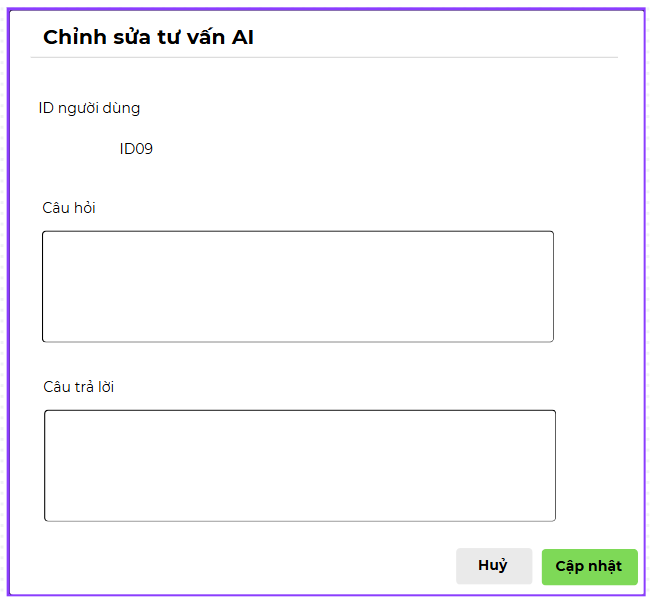 Chỉnh sửa tư vấn AI
ID người dùng
ID09
Câu hỏi
Câu trả lời
Huỷ
Cập nhật